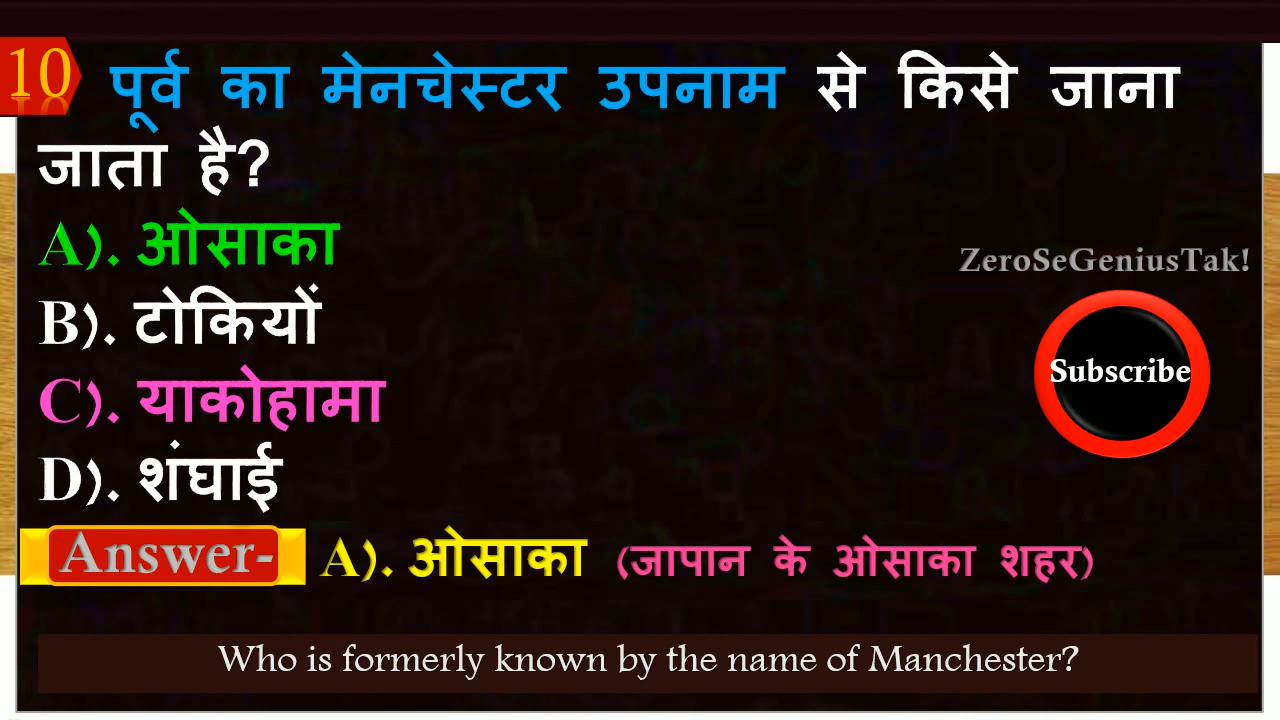 10 पूर्व का मेनचेस्टर उपनाम से किसे जाना
जाता है?
A). ओसाका
ZeroSeGeniusTak!
B). टोकियों
Subscribe
C). याकोहामा
D). शंघाई
Answer- A). ओसाका (जापान के ओसाका शहर)
Who is formerly known by the name of Manchester?